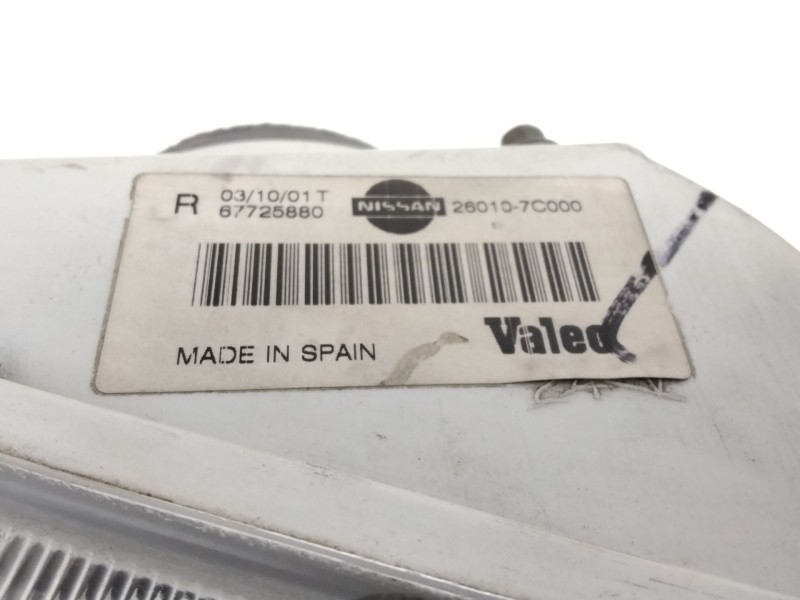 R 03/10/01 T
67725880
NISSAN
26010-7C000
MADE IN SPAIN
Valeo